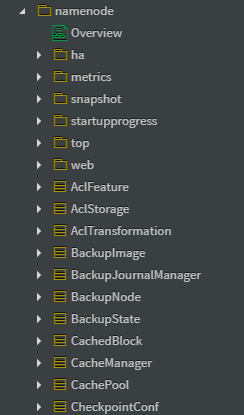 namenode
Overview
ha
metrics
snapshot
startupprogress
top
web
AclFeature
AclStorage
AclTransformation
BackupImage
BackupJournalManager
BackupNode
BackupState
CachedBlock
CacheManager
CachePool
CheckpointConf